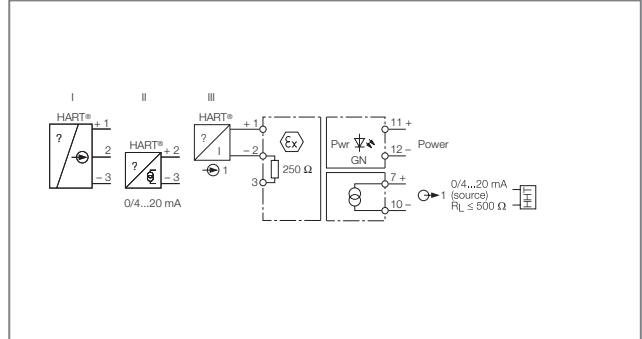 I II III
HART® HART® HART®
+ 1
2
– 3
?
+ 2
– 3
?
0/4...20 mA
?
I
+ 1
– 2
3
1
Ex
250 Ω
Pwr
GN
11 +
12 –
Power
7 +
10 –
1
0/4...20 mA
(source)
RL ≤ 500 Ω